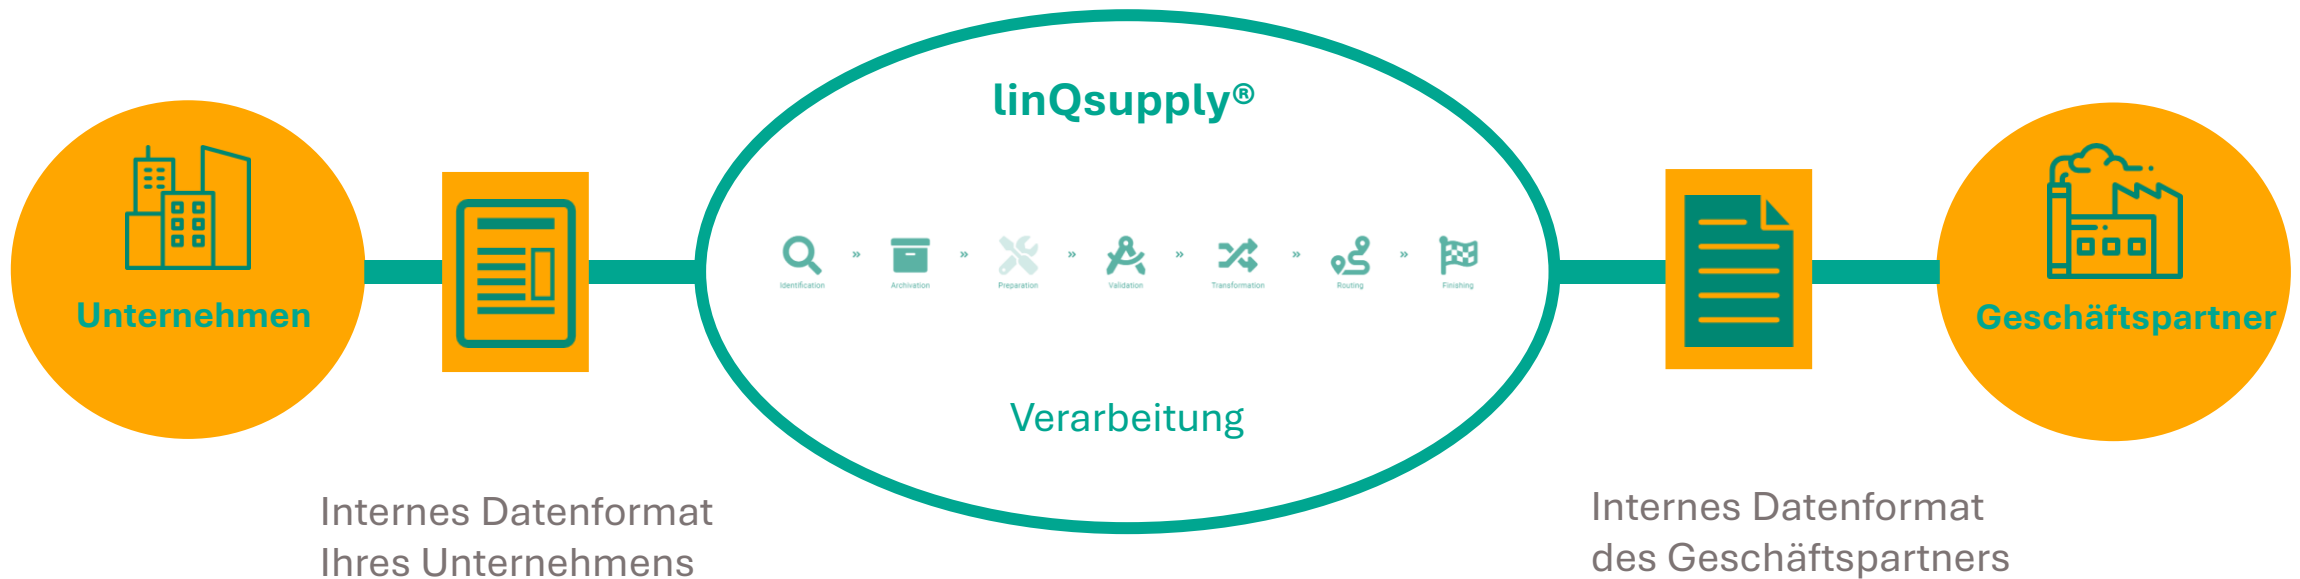 linQsupply®
Unternehmen
» » » » » »
Identification Archivation Preparation Validation Transformation Routing Finishing
Geschäftspartner
Verarbeitung
Internes Datenformat
Ihres Unternehmens
Internes Datenformat
des Geschäftspartners